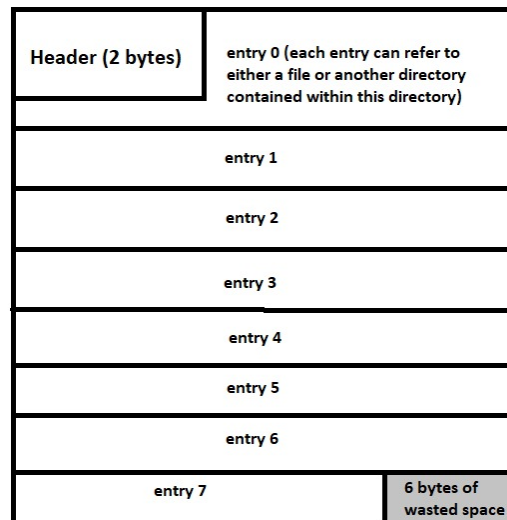 Header (2 bytes)
entry 0 (each entry can refer to
either a file or another directory
contained within this directory)
entry 1
entry 2
entry 3
entry 4
entry 5
entry 6
entry 7
6 bytes of
wasted space